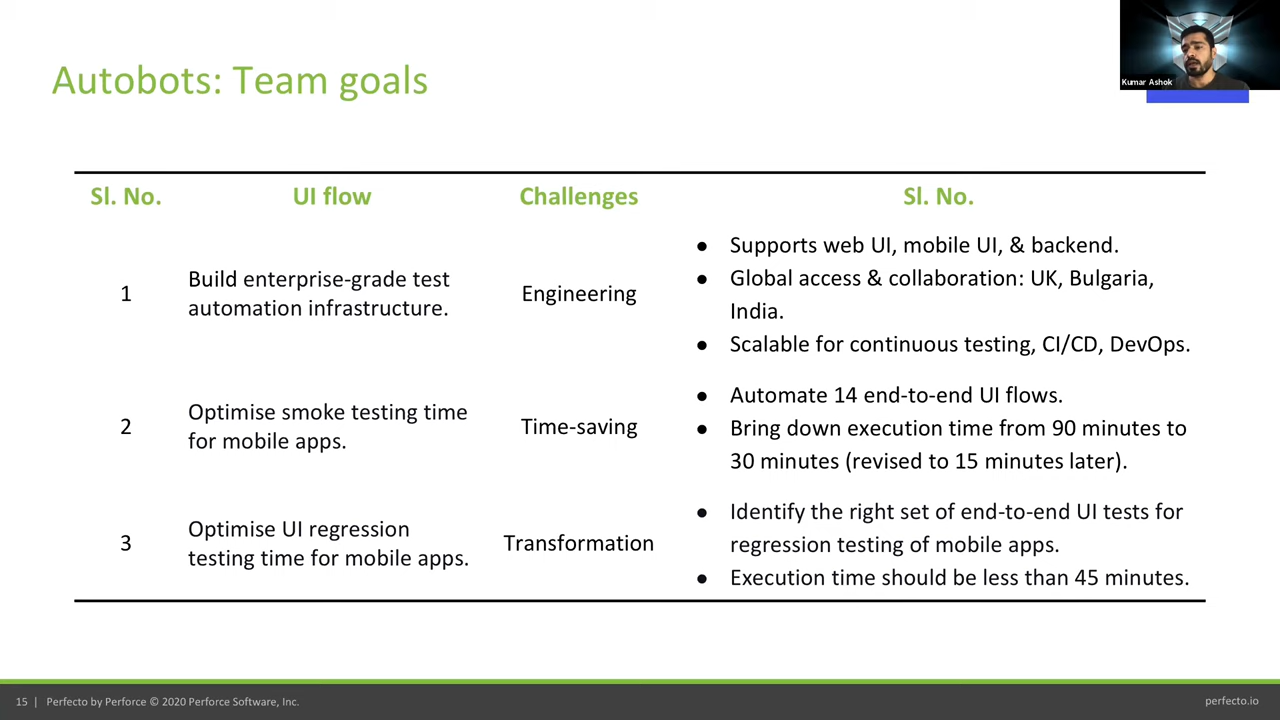 Autobots: Team goals
Kumar Ashok
Sl. No. UI flow Challenges Sl. No.
1
Build enterprise-grade test
automation infrastructure.
Engineering
● Supports web UI, mobile UI, & backend.
● Global access & collaboration: UK, Bulgaria,
India.
● Scalable for continuous testing, CI/CD, DevOps.
2
Optimise smoke testing time
for mobile apps.
Time-saving
● Automate 14 end-to-end UI flows.
● Bring down execution time from 90 minutes to
30 minutes (revised to 15 minutes later).
3
Optimise UI regression
testing time for mobile apps.
Transformation
● Identify the right set of end-to-end UI tests for
regression testing of mobile apps.
● Execution time should be less than 45 minutes.
15 | Perfecto by Perforce © 2020 Perforce Software, Inc.
perfecto.io